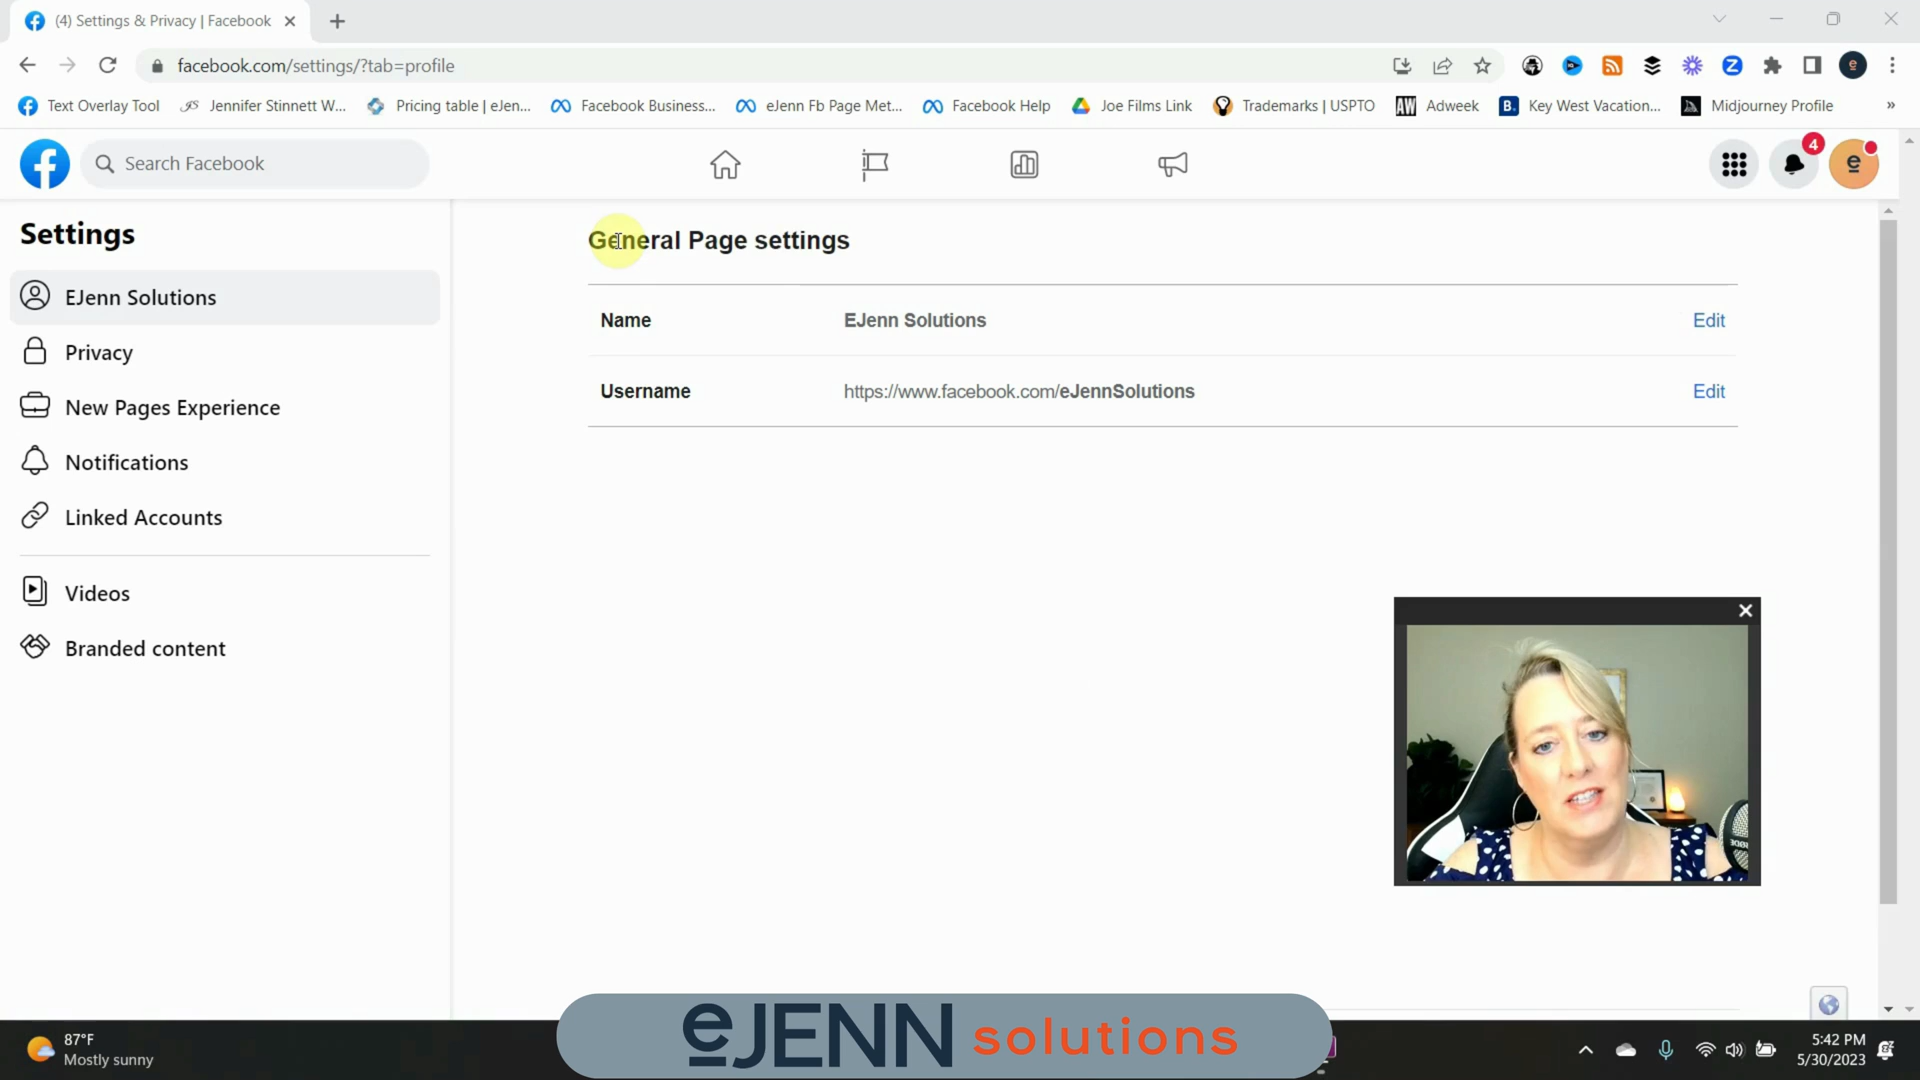 (4) Settings & Privacy | Facebook
facebook.com/settings/?tab=profile
Text Overlay Tool
Jennifer Stinnett W...
Pricing table | eJen...
Facebook Business...
eJenn Fb Page Met...
Facebook Help
Joe Films Link
Trademarks | USPTO
AW Adweek
B. Key West Vacation...
Midjourney Profile
»
Search Facebook
4
e
Settings
EJenn Solutions
Privacy
New Pages Experience
Notifications
Linked Accounts
Videos
Branded content
General Page settings
Name EJenn Solutions Edit
Username https://www.facebook.com/eJennSolutions Edit
eJENN solutions
87°F
Mostly sunny
5:42 PM
5/30/2023